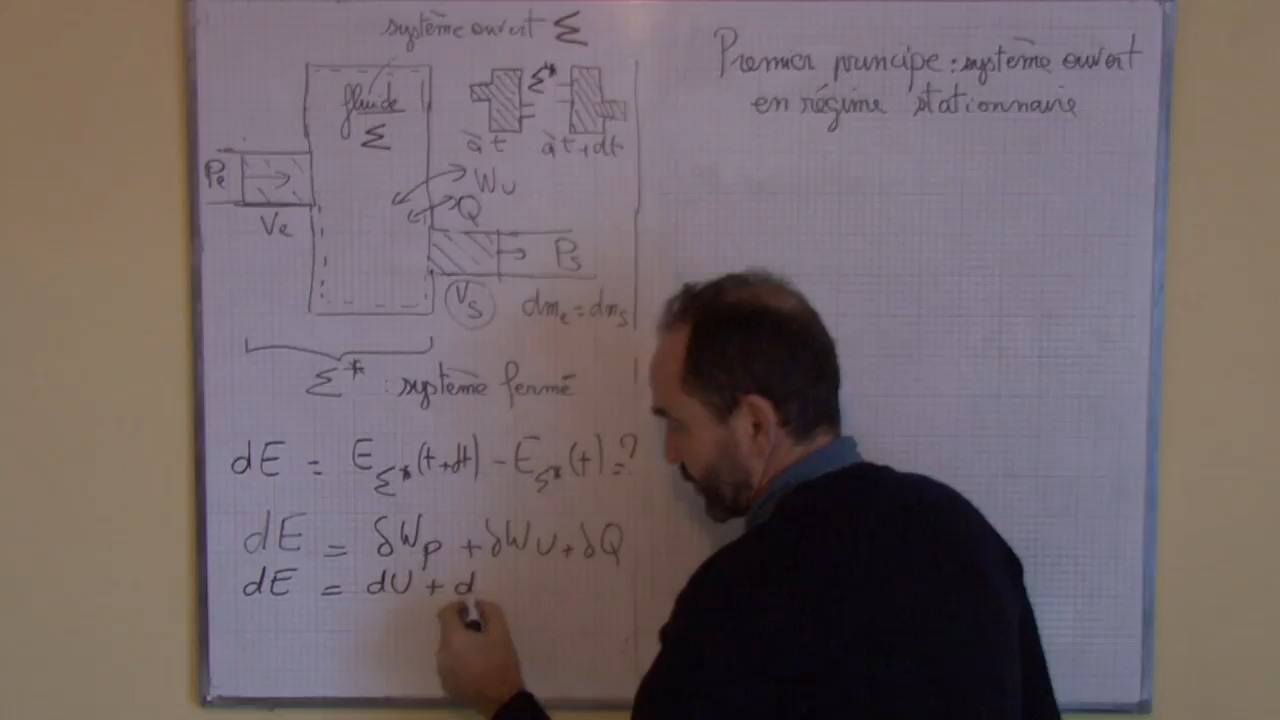 système ouvert Σ
fluide
Σ
Σ*
à t
à t+dt
Pe
Ve
Wu
Q
Ps
Vs
dme = dms
Σ* : système fermé
dE = EΣ*(t+dt) - EΣ*(t) = ?
dE = δWp + δWu + δQ
dE = dU + d
Premier principe : système ouvert
en régime stationnaire